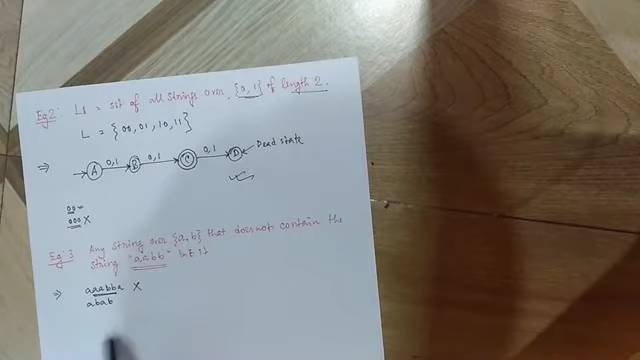 Eg 2: L1 = set of all strings over {0,1} of length 2.
L = {00, 01, 10, 11}
⇒ A 0,1 B 0,1 C 0,1 D Dead state
00 -
000 X
Eg: 3 Any string over {a,b} that does not contain the
string "aabb" in it
⇒ aaabba X
abab